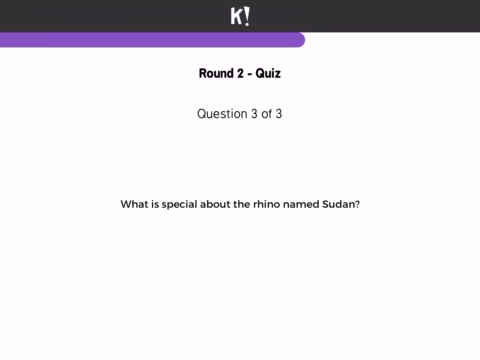 K!
Round 2 - Quiz
Question 3 of 3
What is special about the rhino named Sudan?